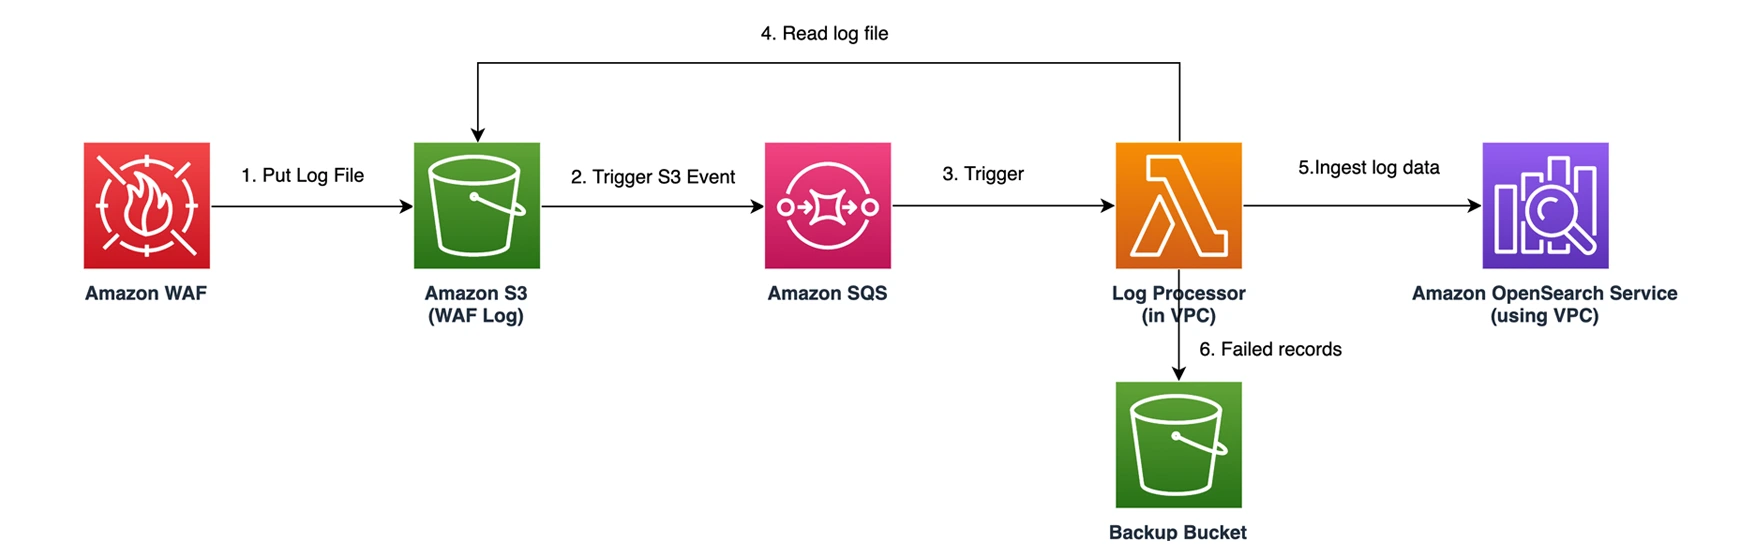 4. Read log file
1. Put Log File
2. Trigger S3 Event
3. Trigger
5.Ingest log data
Amazon WAF
Amazon S3
(WAF Log)
Amazon SQS
Log Processor
(in VPC)
Amazon OpenSearch Service
(using VPC)
6. Failed records
Backup Bucket